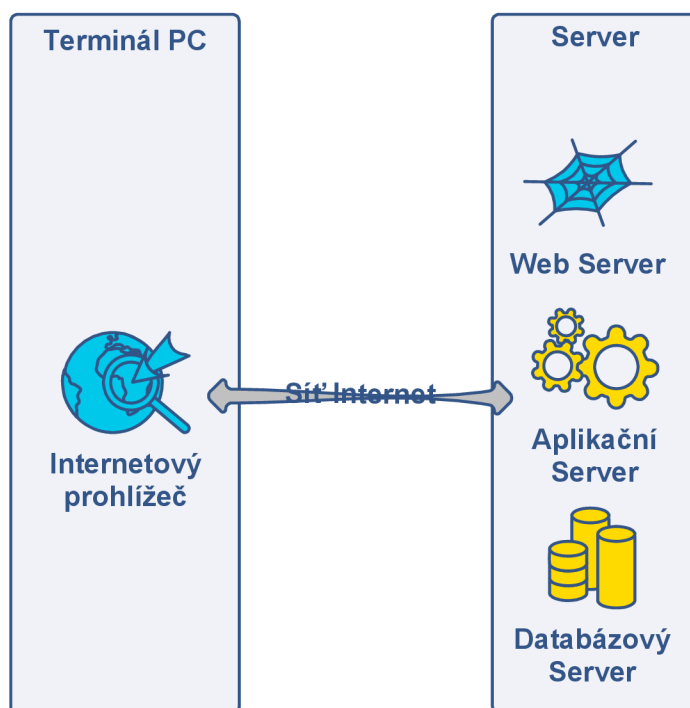 Terminál PC
Server
Web Server
Síť Internet
Aplikační
Server
Internetový
prohlížeč
Databázový
Server